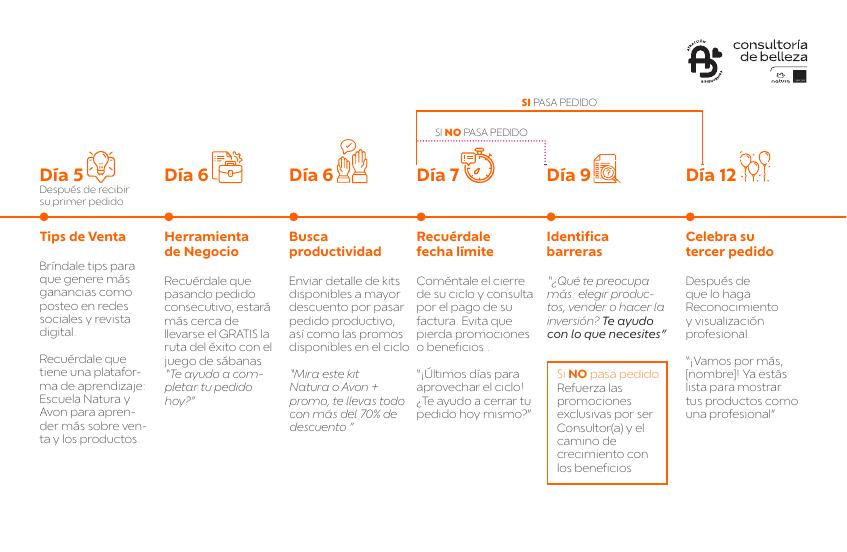 consultoría
de belleza
natura
SI PASA PEDIDO
SI NO PASA PEDIDO
Día 5
Después de recibir
su primer pedido
Tips de Venta
Bríndale tips para
que genere más
ganancias como
posteo en redes
sociales y revista
digital.
Recuérdale que
tiene una platafor-
ma de aprendizaje:
Escuela Natura y
Avon para apren-
der más sobre ven-
ta y los productos.
Día 6
Herramienta
de Negocio
Recuérdale que
pasando pedido
consecutivo, estará
más cerca de
llevarse el GRATIS la
ruta del éxito con el
juego de sábanas
"Te ayudo a com-
pletar tu pedido
hoy?"
Día 6
Busca
productividad
Enviar detalle de kits
disponibles a mayor
descuento por pasar
pedido productivo,
así como las promos
disponibles en el ciclo
"Mira este kit
Natura o Avon +
promo, te llevas todo
con más del 70% de
descuento "
Día 7
Recuérdale
fecha límite
Coméntale el cierre
de su ciclo y consulta
por el pago de su
factura. Evita que
pierda promociones
o beneficios .
"¡Últimos días para
aprovechar el ciclo!
¿Te ayudo a cerrar tu
pedido hoy mismo?"
Día 9
Identifica
barreras
"¿Qué te preocupa
más: elegir produc-
tos, vender o hacer la
inversión? Te ayudo
con lo que necesites"
Si NO pasa pedido
Refuerza las
promociones
exclusivas por ser
Consultor(a) y el
camino de
crecimiento con
los beneficios
Día 12
Celebra su
tercer pedido
Después de
que lo haga
Reconocimiento
y visualización
profesional.
"¡Vamos por más,
[nombre]! Ya estás
lista para mostrar
tus productos como
una profesional"